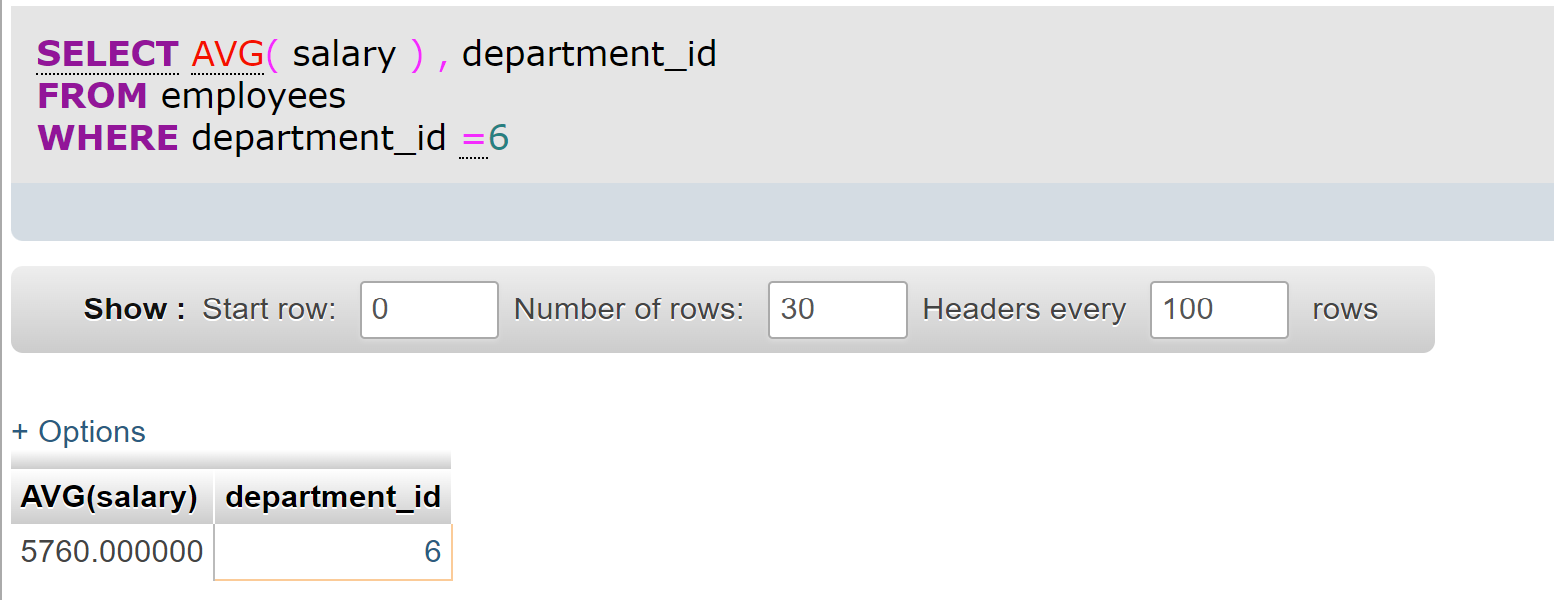 SELECT AVG( salary ) , department_id
FROM employees
WHERE department_id =6
Show : Start row: 0 Number of rows: 30 Headers every 100 rows
+ Options
AVG(salary) department_id
5760.000000 6